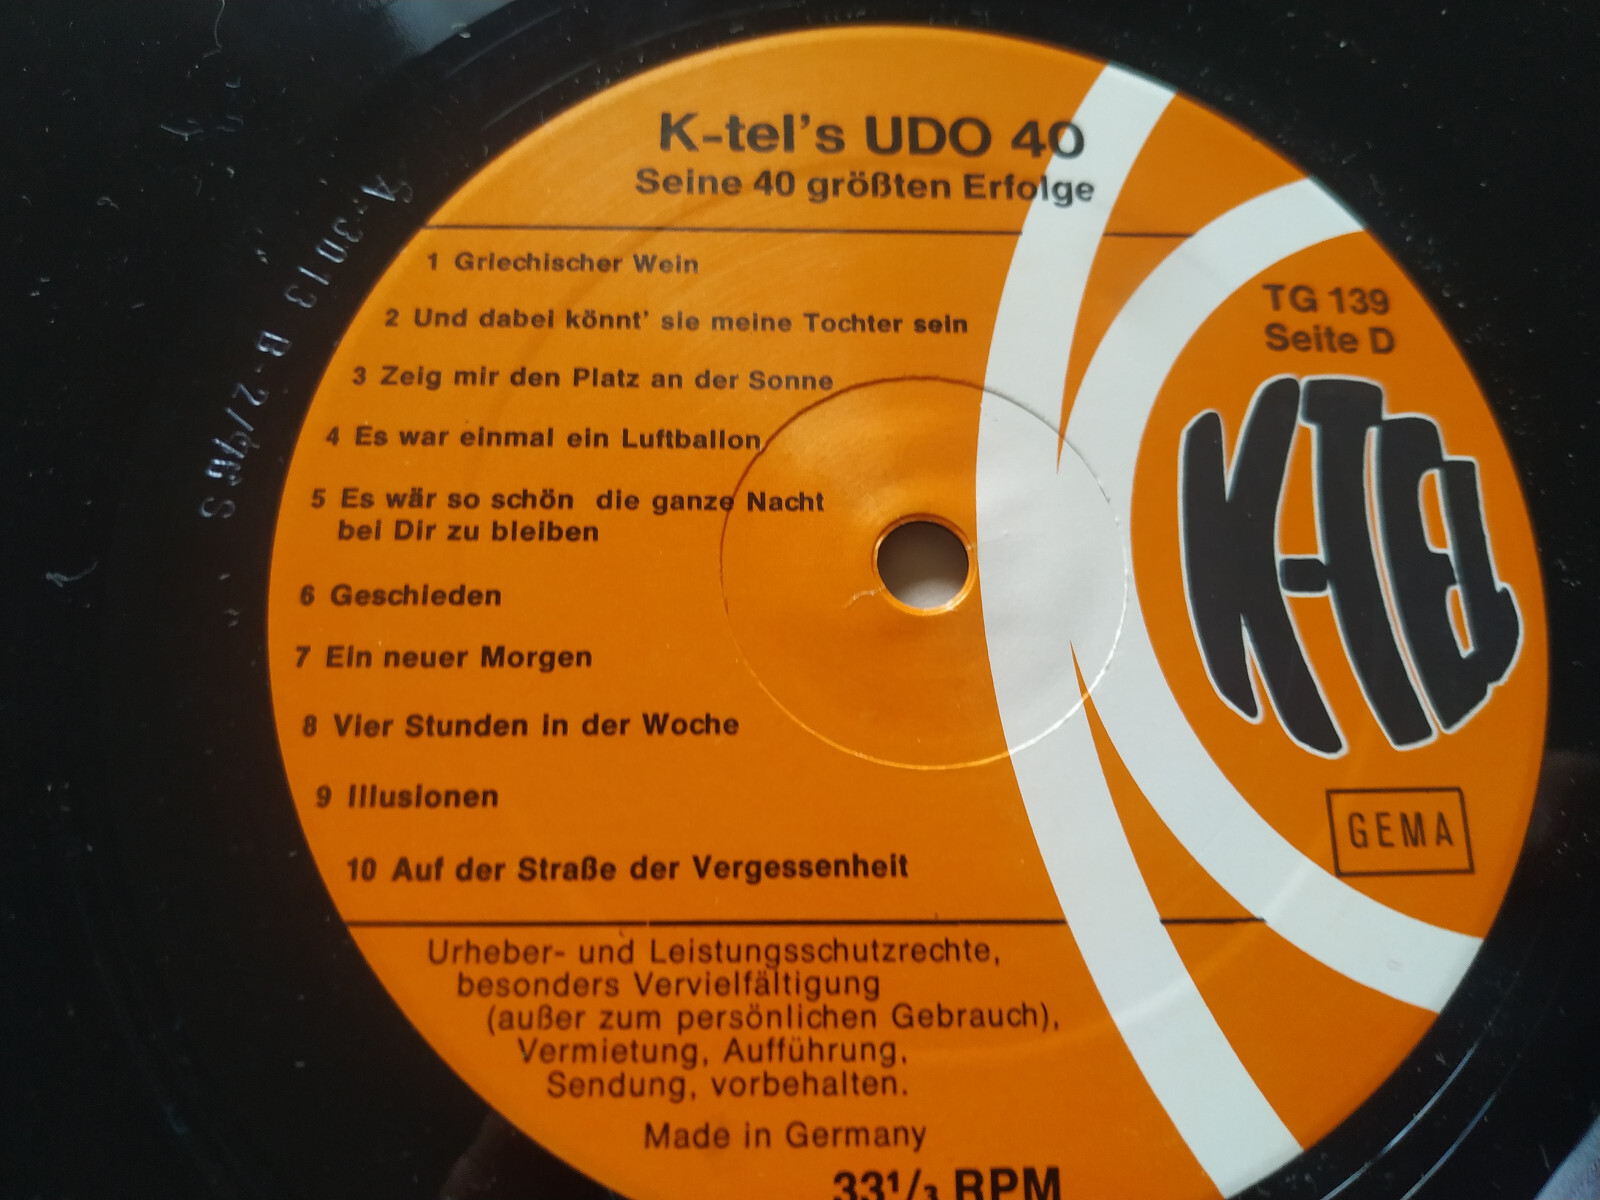 K-tel's UDO 40
Seine 40 größten Erfolge
1 Griechischer Wein
2 Und dabei könnt' sie meine Tochter sein
3 Zeig mir den Platz an der Sonne
4 Es war einmal ein Luftballon
5 Es wär so schön die ganze Nacht
bei Dir zu bleiben
6 Geschieden
7 Ein neuer Morgen
8 Vier Stunden in der Woche
9 Illusionen
10 Auf der Straße der Vergessenheit
TG 139
Seite D
K-TEL
GEMA
Urheber- und Leistungsschutzrechte,
besonders Vervielfältigung
(außer zum persönlichen Gebrauch),
Vermietung, Aufführung,
Sendung, vorbehalten.
Made in Germany
33⅓ RPM